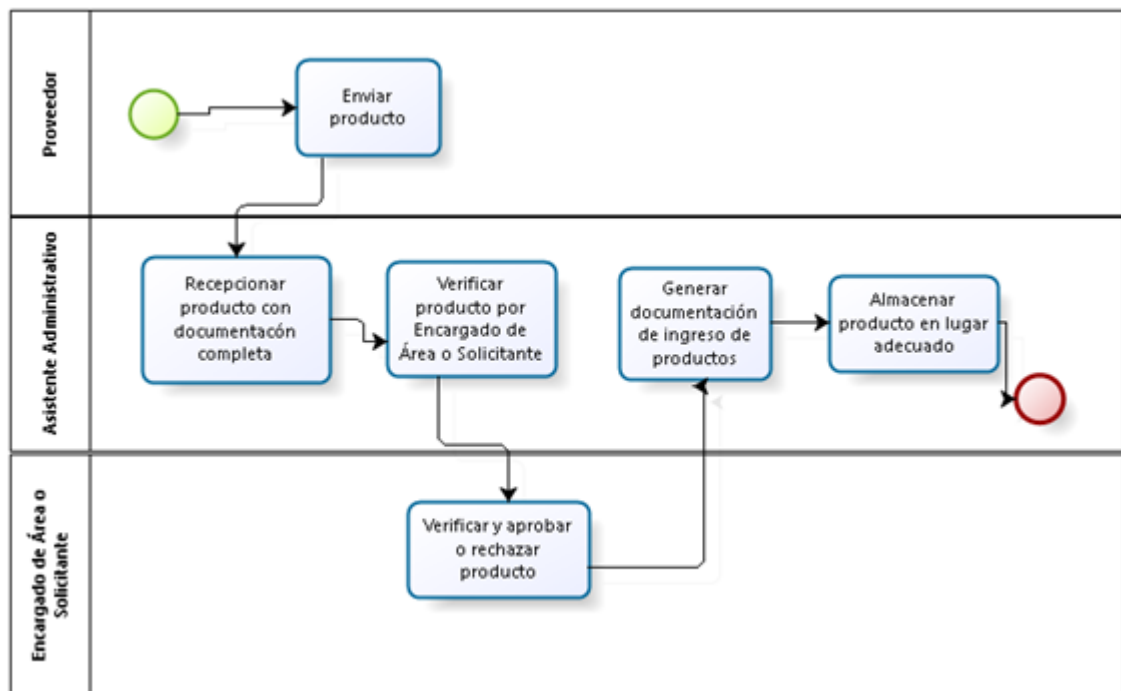 Proveedor
Enviar
producto
Asistente Administrativo
Recepcionar
producto con
documentacón
completa
Verificar
producto por
Encargado de
Área o Solicitante
Generar
documentación
de ingreso de
productos
Almacenar
producto en lugar
adecuado
Encargado de Área o
Solicitante
Verificar y aprobar
o rechazar
producto